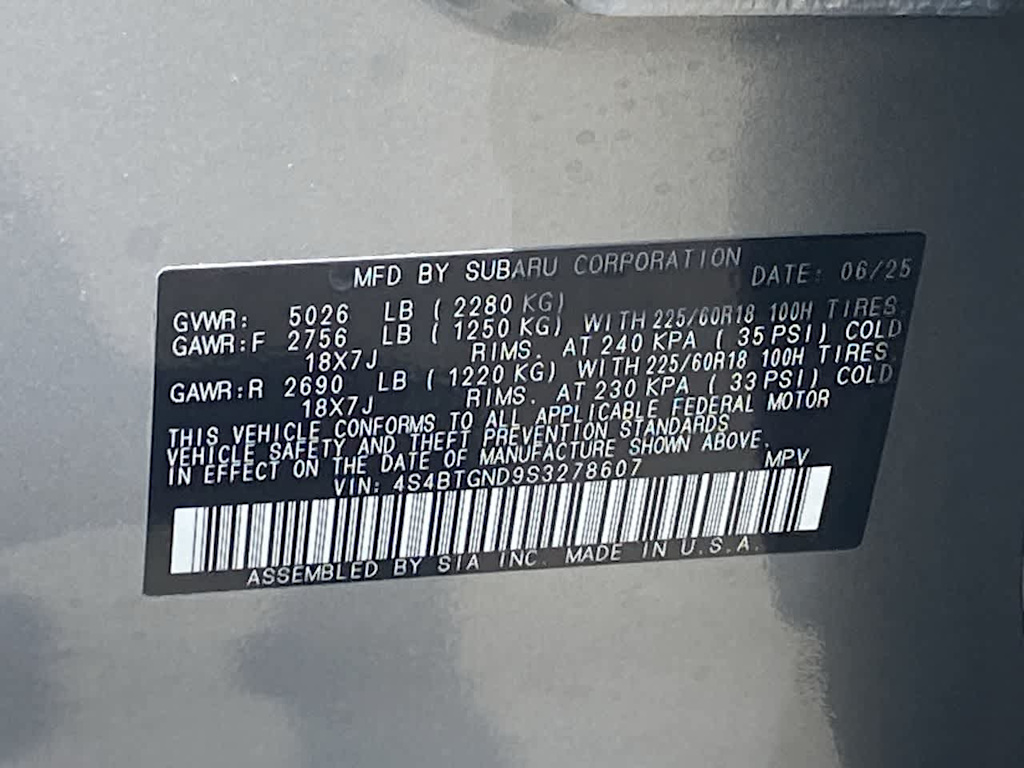 MFD BY SUBARU CORPORATION DATE: 06/25
GVWR: 5026 LB ( 2280 KG)
GAWR:F 2756 LB ( 1250 KG) WITH 225/60R18 100H TIRES,
18X7J RIMS. AT 240 KPA ( 35 PSI) COLD
GAWR:R 2690 LB ( 1220 KG) WITH 225/60R18 100H TIRES,
18X7J RIMS. AT 230 KPA ( 33 PSI) COLD
THIS VEHICLE CONFORMS TO ALL APPLICABLE FEDERAL MOTOR
VEHICLE SAFETY AND THEFT PREVENTION STANDARDS
IN EFFECT ON THE DATE OF MANUFACTURE SHOWN ABOVE.
VIN: 4S4BTGND9S3278607 MPV
ASSEMBLED BY SIA INC. MADE IN U.S.A.